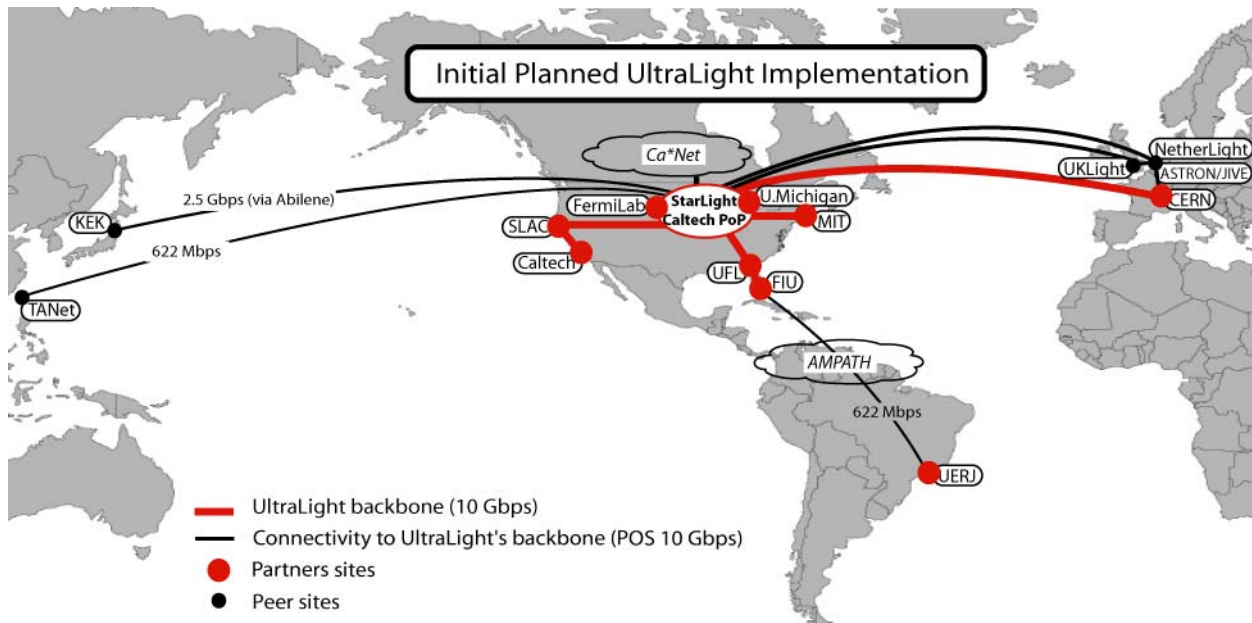 Initial Planned UltraLight Implementation
Ca*Net
NetherLight
UKLight
ASTRON/JIVE
2.5 Gbps (via Abilene)
FermiLab
StarLight
Caltech PoP
U.Michigan
CERN
KEK
SLAC
MIT
622 Mbps
Caltech
UFL
FIU
TANet
AMPATH
622 Mbps
UERJ
UltraLight backbone (10 Gbps)
Connectivity to UltraLight's backbone (POS 10 Gbps)
Partners sites
Peer sites